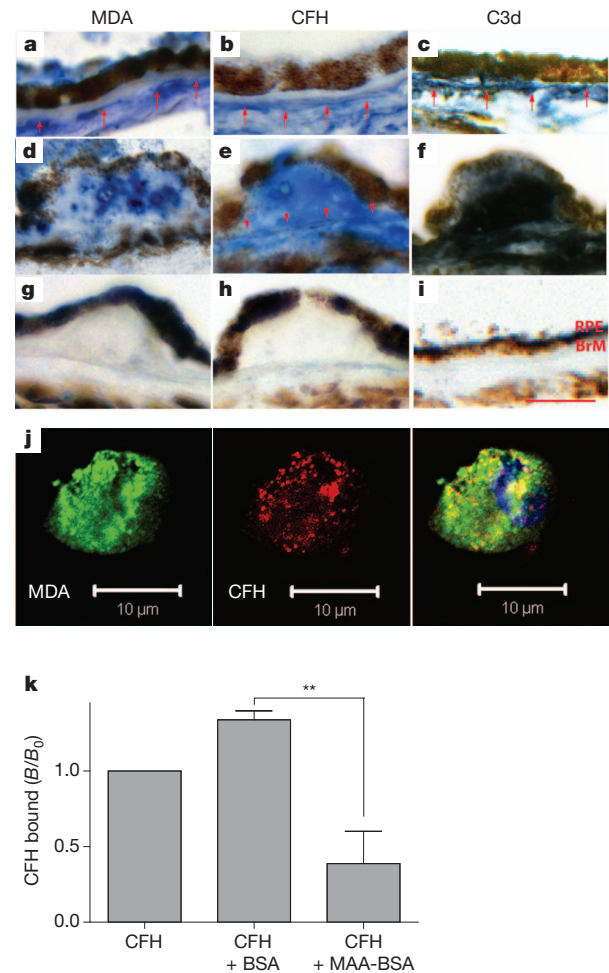 MDA CFH C3d
a b c
d e f
g h i
RPE
BrM
j
MDA CFH
10 μm 10 μm 10 μm
k
**
CFH bound (B/B0)
1.0
0.5
0.0
CFH CFH CFH
+ BSA + MAA-BSA